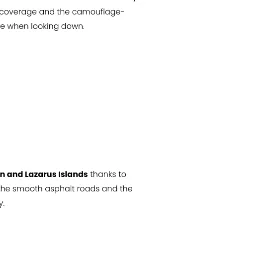 coverage and the camouflage-
e when looking down.
n and Lazarus Islands thanks to
he smooth asphalt roads and the
y.